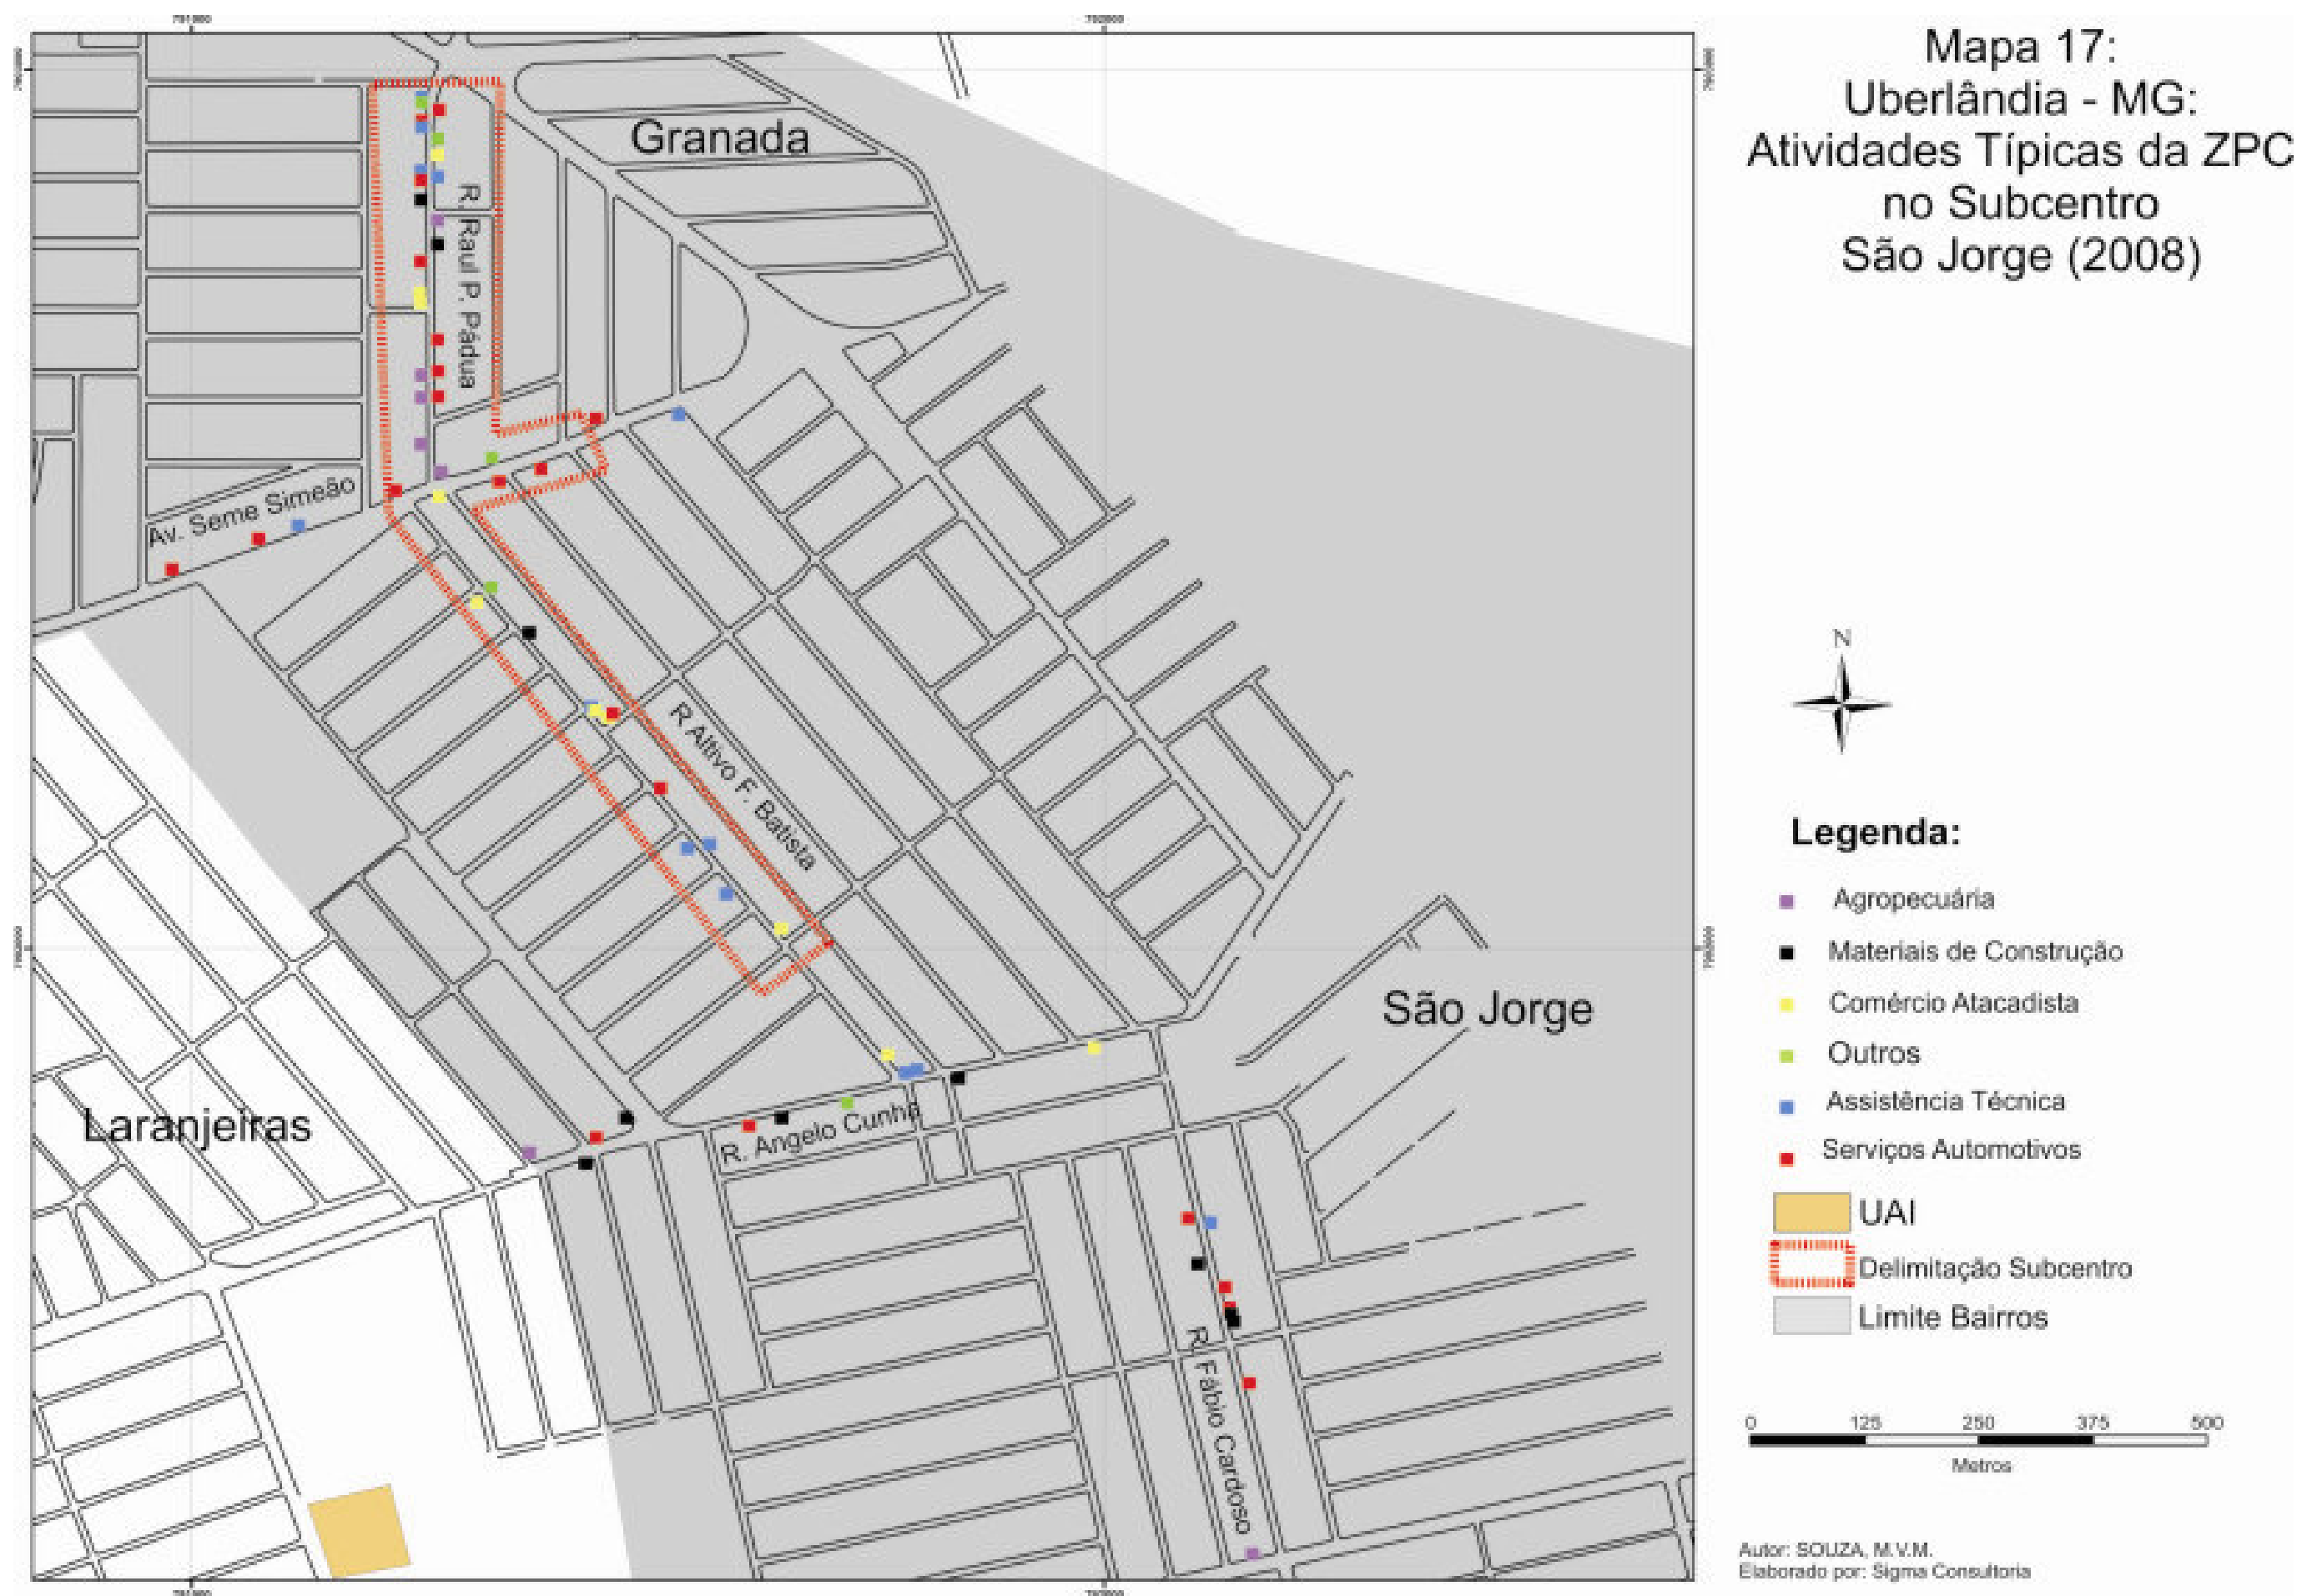 Mapa 17:
Uberlândia - MG:
Atividades Típicas da ZPC
no Subcentro
São Jorge (2008)
Granada
R. Raul P. Pádua
Av. Seme Simeão
R Altivo F. Batista
São Jorge
Laranjeiras
R. Angelo Cunha
R. Fábio Cardoso
N
Legenda:
Agropecuária
Materiais de Construção
Comércio Atacadista
Outros
Assistência Técnica
Serviços Automotivos
UAI
Delimitação Subcentro
Limite Bairros
0 125 250 375 500
Metros
Autor: SOUZA, M.V.M.
Elaborado por: Sigma Consultoria